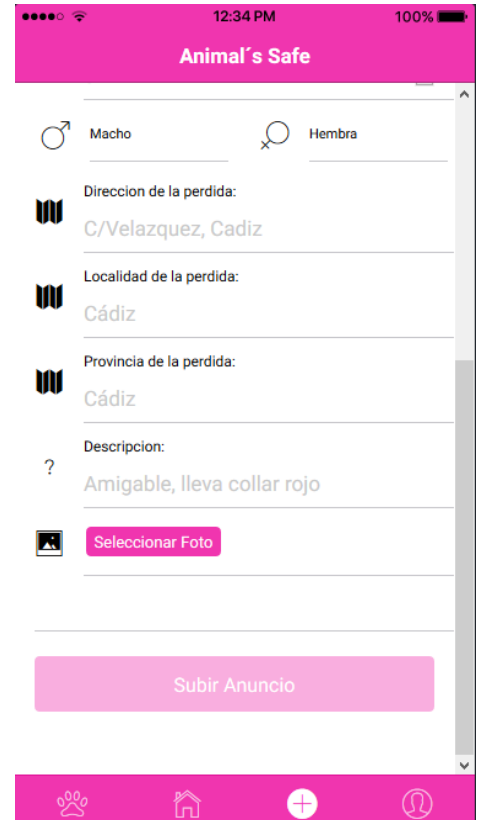 12:34 PM
100%
Animal´s Safe
Macho
Hembra
Direccion de la perdida:
C/Velazquez, Cadiz
Localidad de la perdida:
Cádiz
Provincia de la perdida:
Cádiz
Descripcion:
?
Amigable, lleva collar rojo
Seleccionar Foto
Subir Anuncio